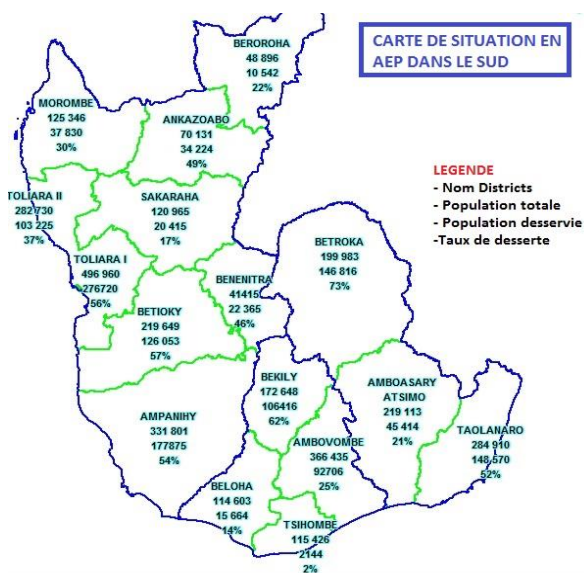 CARTE DE SITUATION EN
AEP DANS LE SUD
BEROROHA
48 896
10 542
22%
MOROMBE
125 346
37 830
30%
ANKAZOABO
70 131
34 224
49%
LEGENDE
- Nom Districts
- Population totale
- Population desservie
-Taux de desserte
TOLIARA II
282 730
103 225
37%
SAKARAHA
120 965
20 415
17%
BETROKA
199 983
146 816
73%
TOLIARA I
496 960
276720
56%
BENENITRA
41415
22 365
46%
BETIOKY
219 649
126 053
57%
BEKILY
172 648
106416
62%
AMBOASARY
ATSIMO
219 113
45 414
21%
AMPANIHY
331 801
177875
54%
TAOLANARO
284 910
148 570
52%
AMBOVOMBE
366 435
92706
25%
BELOHA
114 603
15 664
14%
TSIHOMBE
115 426
2144
2%